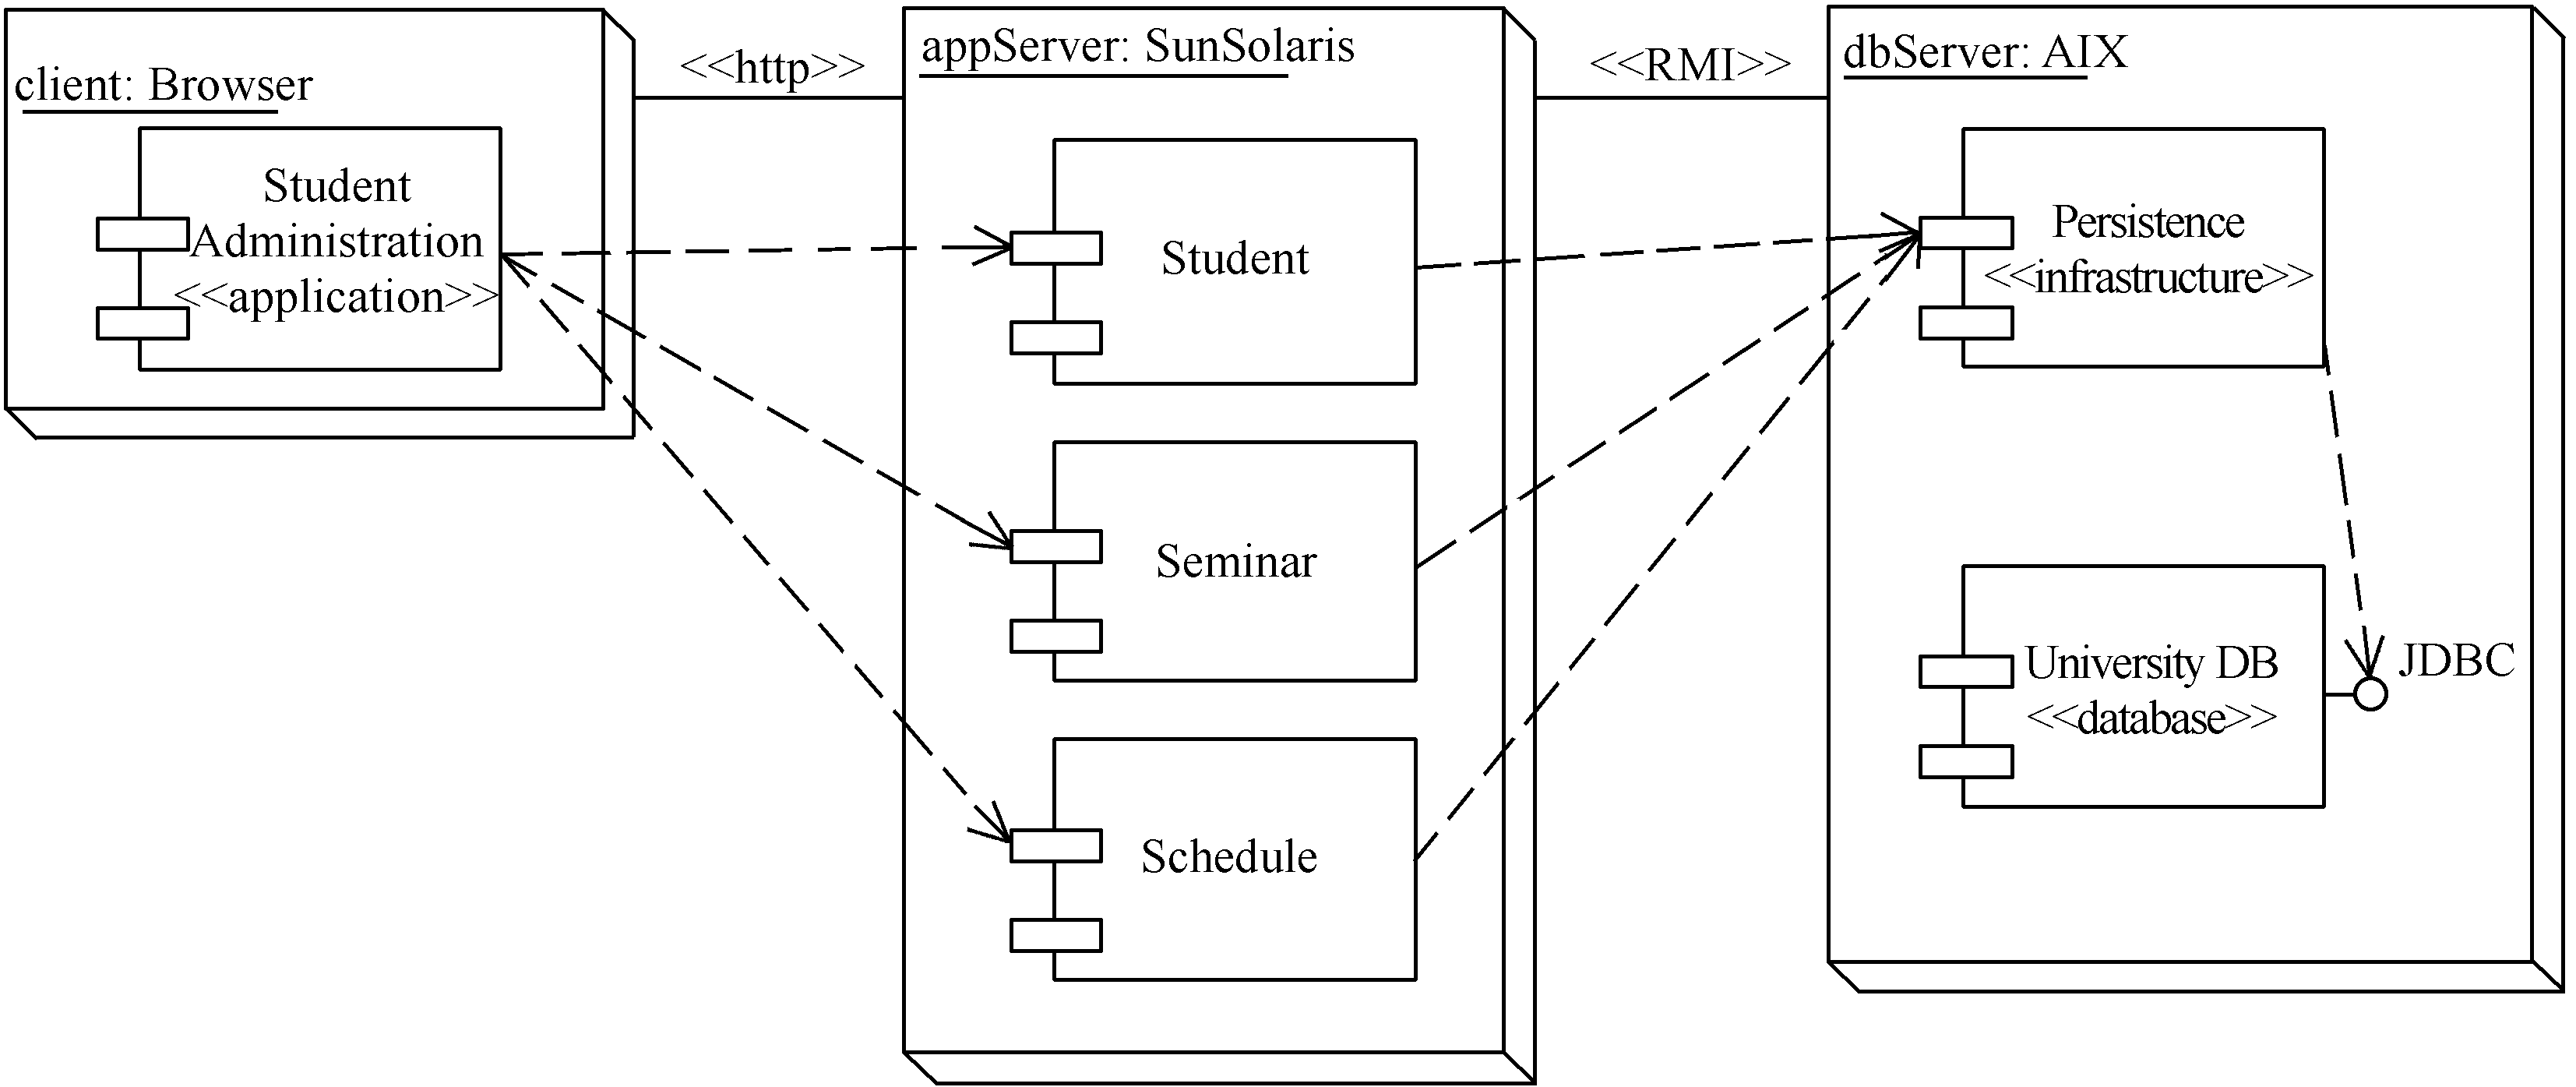 client: Browser
Student
Administration
<<application>>
<<http>>
appServer: SunSolaris
Student
Seminar
Schedule
<<RMI>>
dbServer: AIX
Persistence
<<infrastructure>>
University DB
<<database>>
JDBC